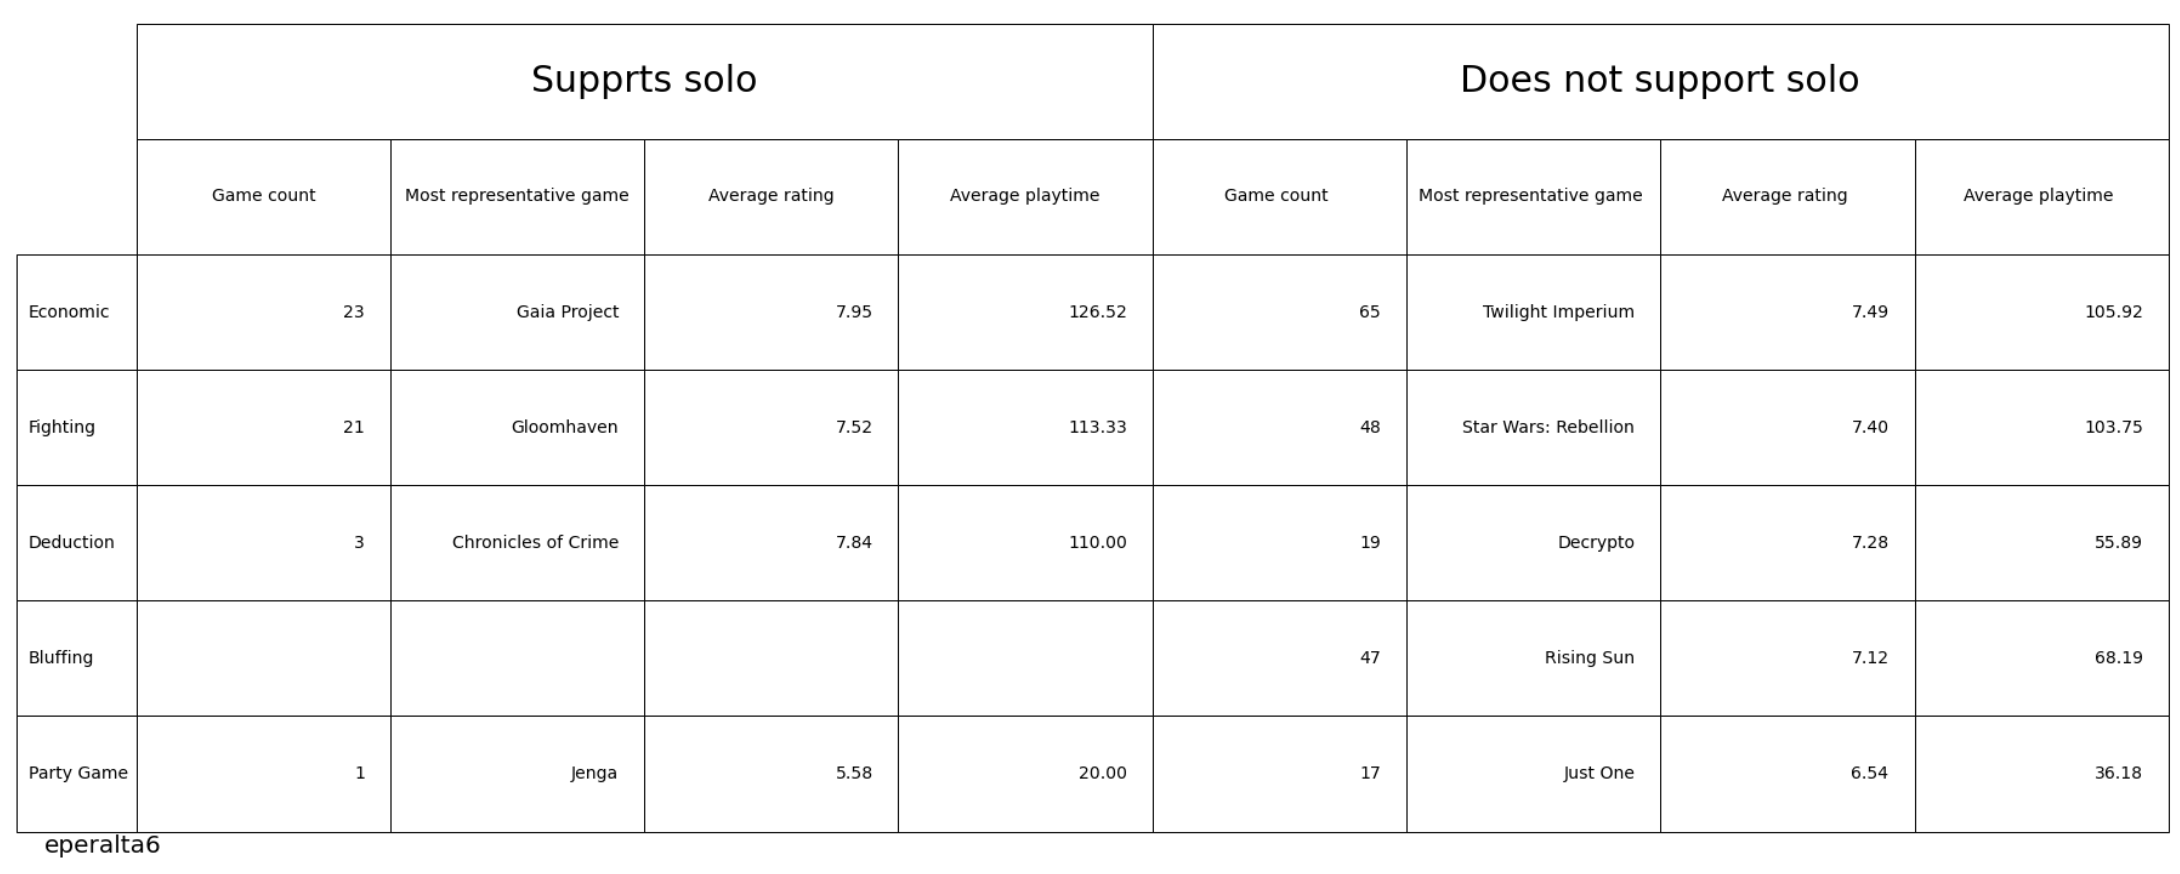 Supprts solo Does not support solo
Game count Most representative game Average rating Average playtime Game count Most representative game Average rating Average playtime
Economic 23 Gaia Project 7.95 126.52 65 Twilight Imperium 7.49 105.92
Fighting 21 Gloomhaven 7.52 113.33 48 Star Wars: Rebellion 7.40 103.75
Deduction 3 Chronicles of Crime 7.84 110.00 19 Decrypto 7.28 55.89
Bluffing 47 Rising Sun 7.12 68.19
Party Game 1 Jenga 5.58 20.00 17 Just One 6.54 36.18
eperalta6